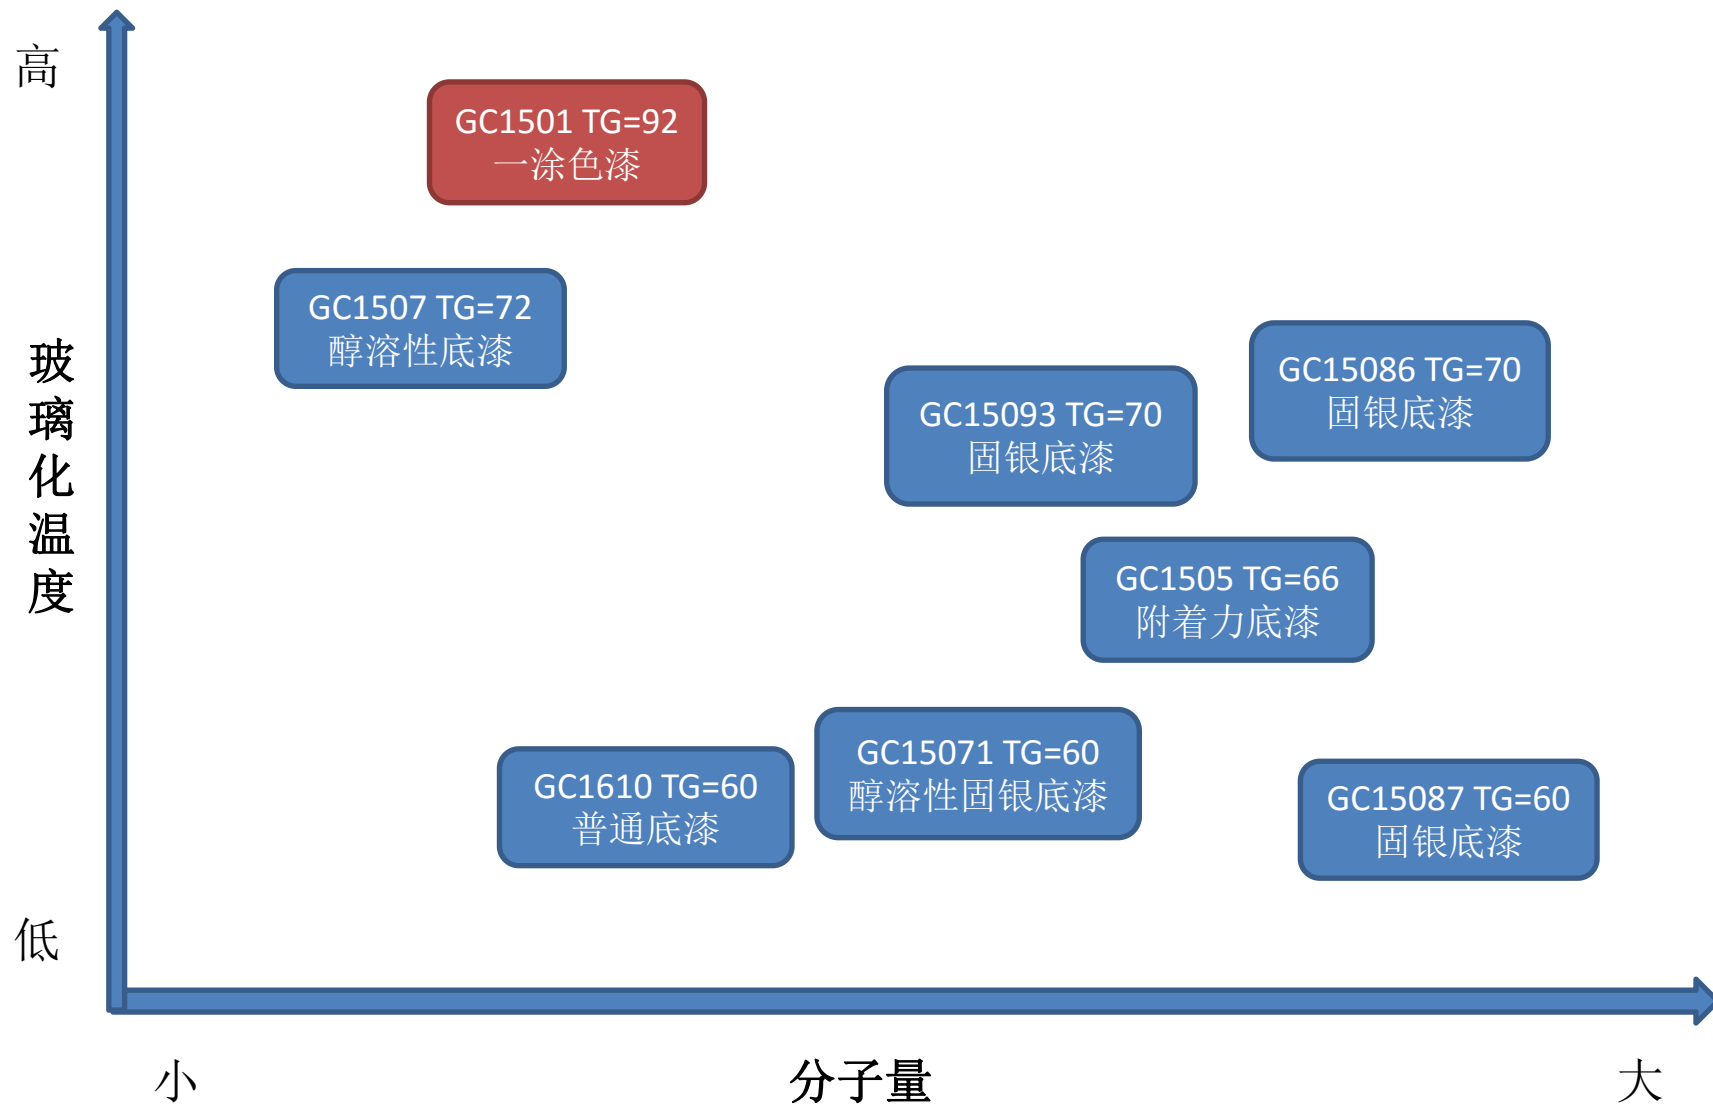 高
GC1501 TG=92
一涂色漆
GC1507 TG=72
醇溶性底漆
GC15086 TG=70
固银底漆
GC15093 TG=70
固银底漆
玻璃化温度
GC1505 TG=66
附着力底漆
GC15071 TG=60
醇溶性固银底漆
GC1610 TG=60
普通底漆
GC15087 TG=60
固银底漆
低
小
分子量
大